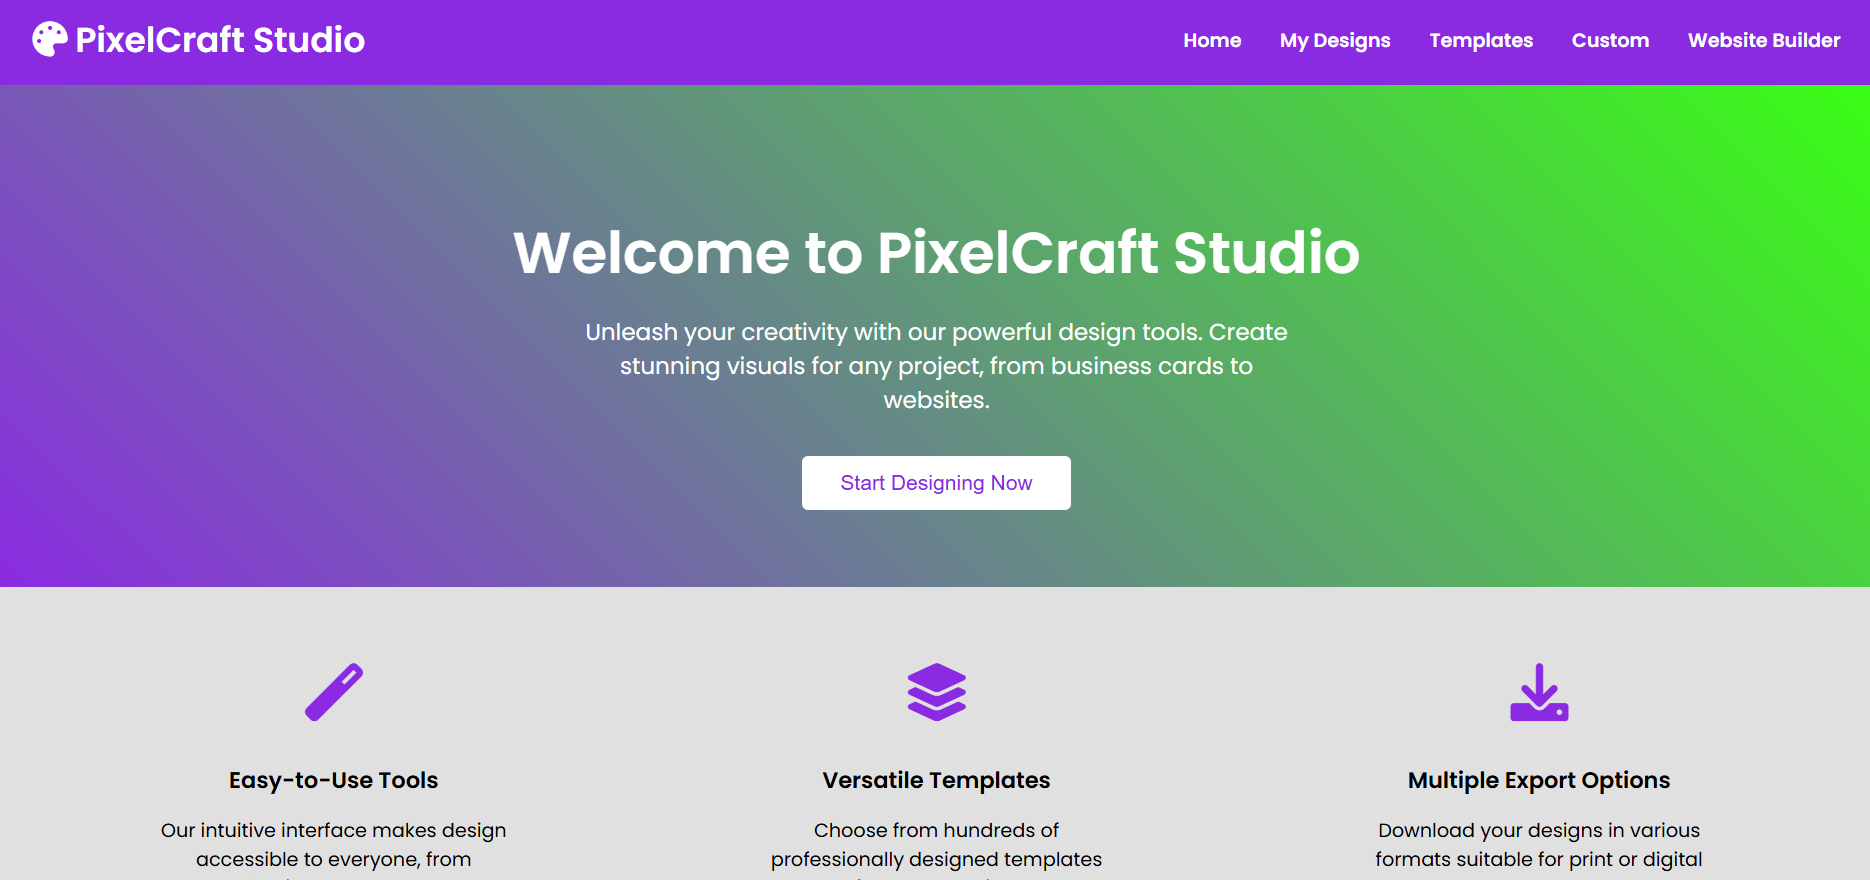 PixelCraft Studio
Home
My Designs
Templates
Custom
Website Builder
Welcome to PixelCraft Studio
Unleash your creativity with our powerful design tools. Create
stunning visuals for any project, from business cards to
websites.
Start Designing Now
Easy-to-Use Tools
Our intuitive interface makes design
accessible to everyone, from
Versatile Templates
Choose from hundreds of
professionally designed templates
Multiple Export Options
Download your designs in various
formats suitable for print or digital